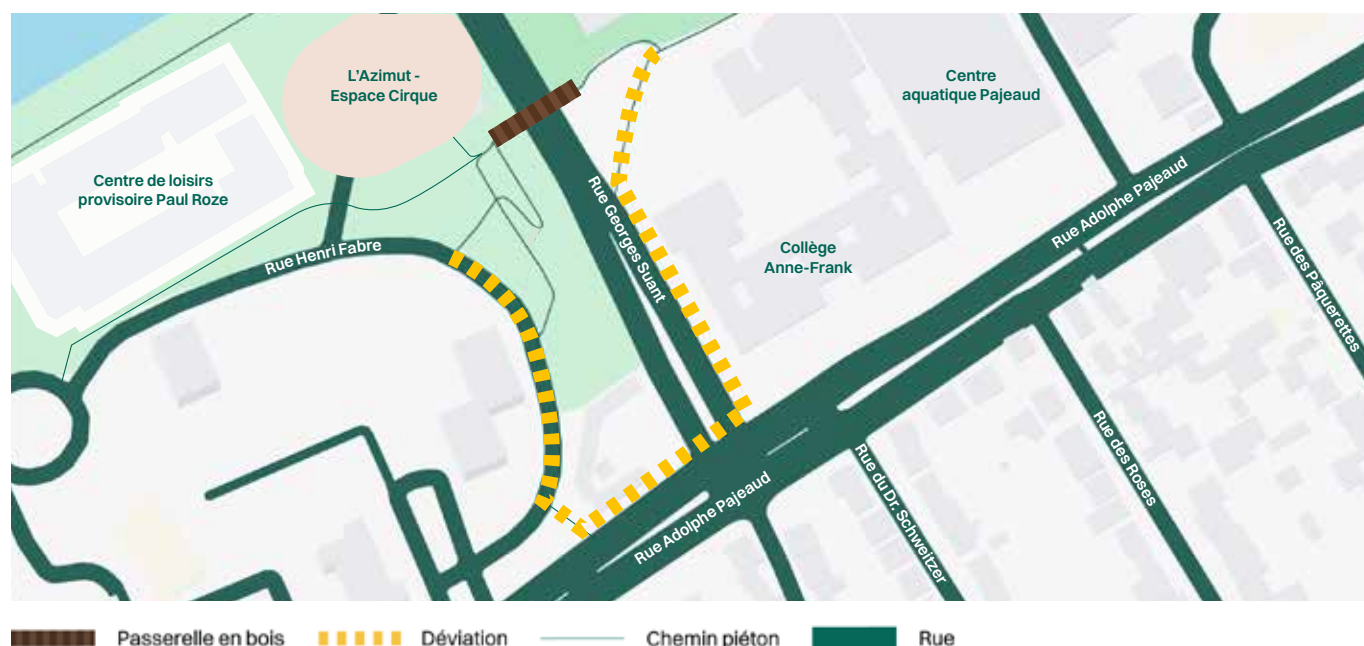 L'Azimut -
Espace Cirque
Centre
aquatique Pajeaud
Centre de loisirs
provisoire Paul Roze
Rue Georges Suant
Rue Adolphe Pajeaud
Rue Henri Fabre
Collège
Anne-Frank
Rue des Pâquerettes
Rue des Roses
Rue du Dr. Schweitzer
Rue Adolphe Pajeaud
Passerelle en bois
Déviation
Chemin piéton
Rue